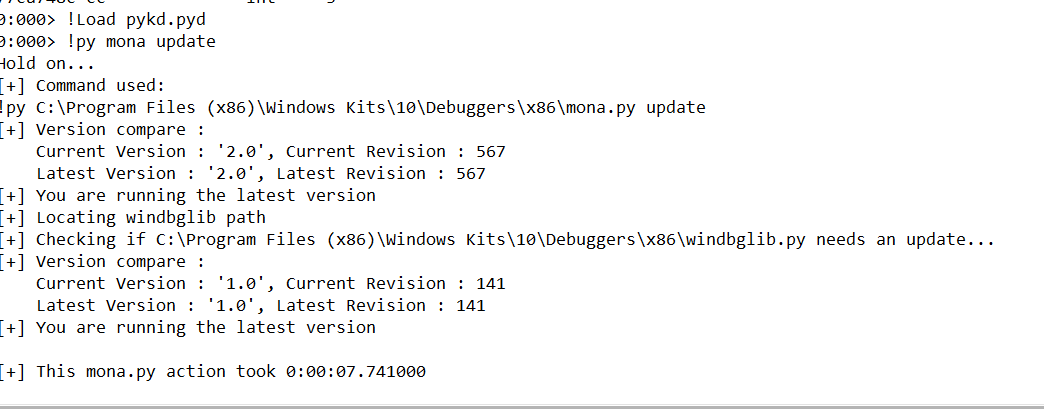 0:000> !Load pykd.pyd
0:000> !py mona update
Hold on...
[+] Command used:
!py C:\Program Files (x86)\Windows Kits\10\Debuggers\x86\mona.py update
[+] Version compare :
    Current Version : '2.0', Current Revision : 567
    Latest Version : '2.0', Latest Revision : 567
[+] You are running the latest version
[+] Locating windbglib path
[+] Checking if C:\Program Files (x86)\Windows Kits\10\Debuggers\x86\windbglib.py needs an update...
[+] Version compare :
    Current Version : '1.0', Current Revision : 141
    Latest Version : '1.0', Latest Revision : 141
[+] You are running the latest version
[+] This mona.py action took 0:00:07.741000